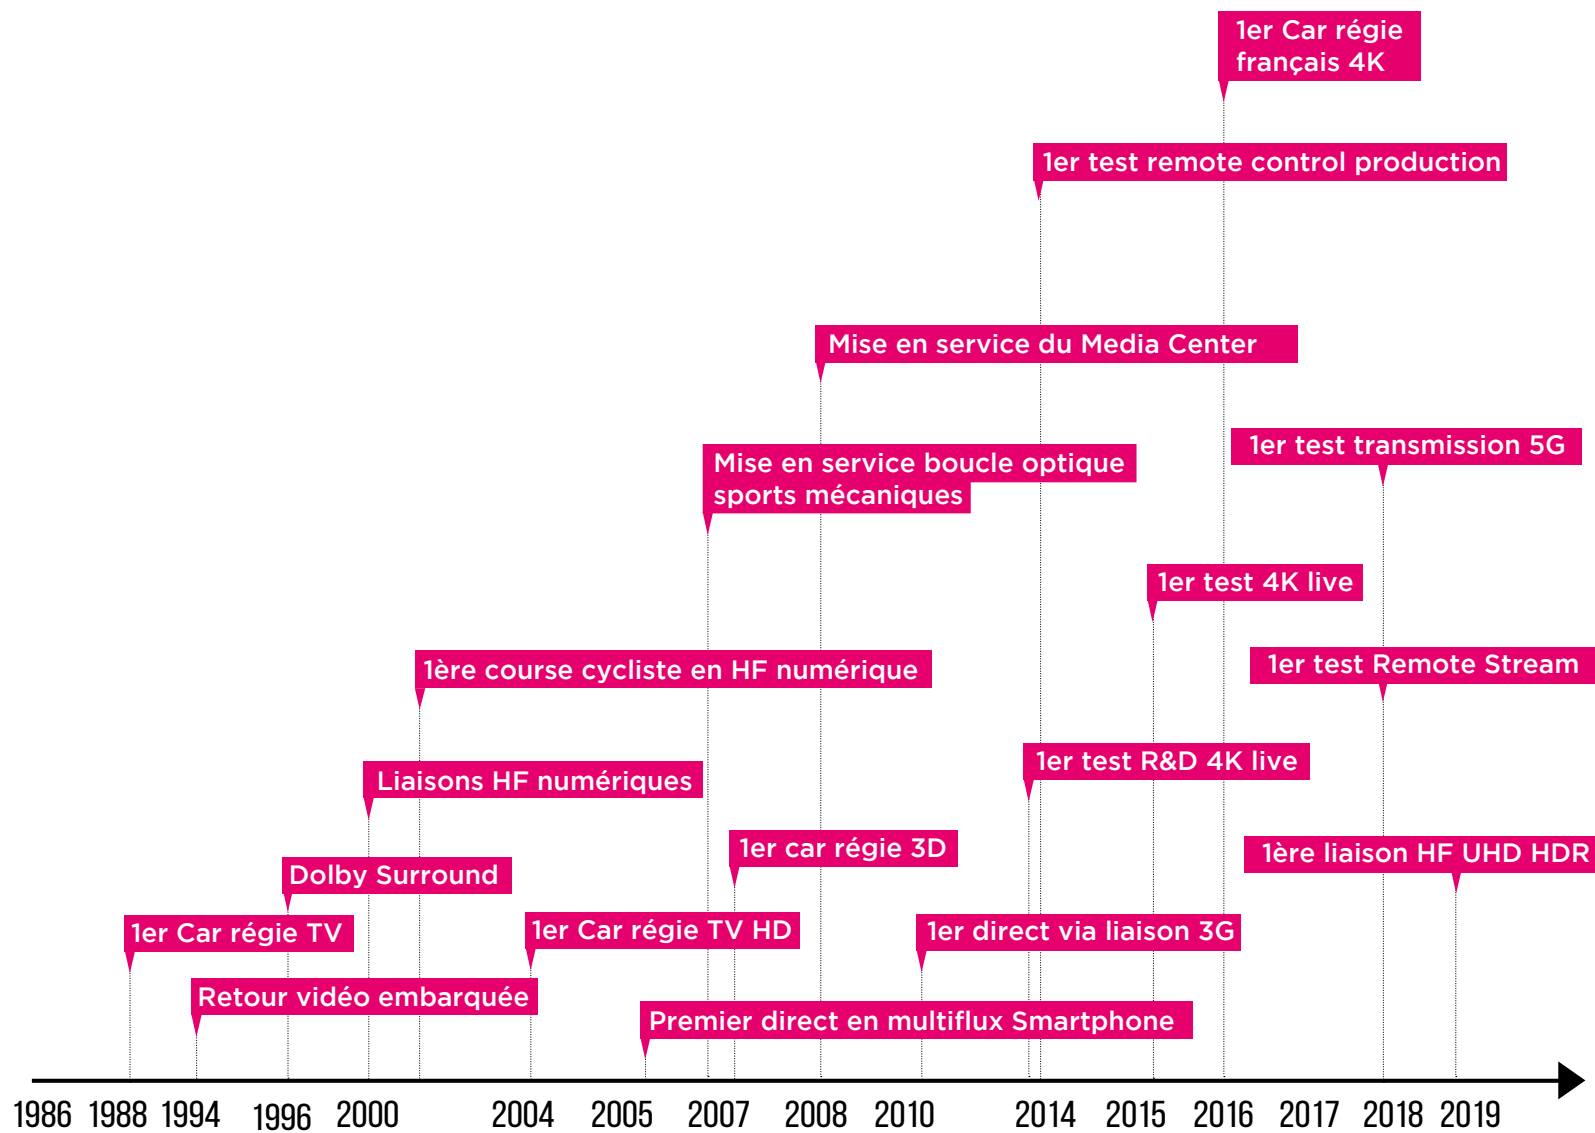 1er Car régie
français 4K
1er test remote control production
Mise en service du Media Center
1er test transmission 5G
Mise en service boucle optique
sports mécaniques
1er test 4K live
1ère course cycliste en HF numérique
1er test Remote Stream
1er test R&D 4K live
Liaisons HF numériques
1er car régie 3D
1ère liaison HF UHD HDR
Dolby Surround
1er Car régie TV
1er Car régie TV HD
1er direct via liaison 3G
Retour vidéo embarquée
Premier direct en multiflux Smartphone
1986 1988 1994 1996 2000 2004 2005 2007 2008 2010 2014 2015 2016 2017 2018 2019